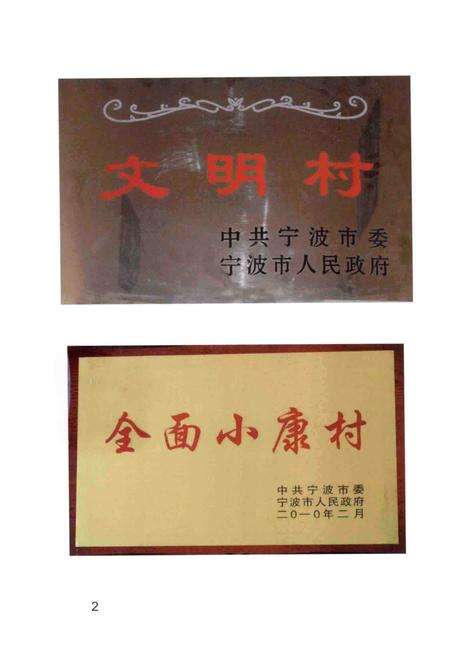 文明村
中共宁波市委
宁波市人民政府
全面小康村
中共宁波市委
宁波市人民政府
二〇一〇年二月
2